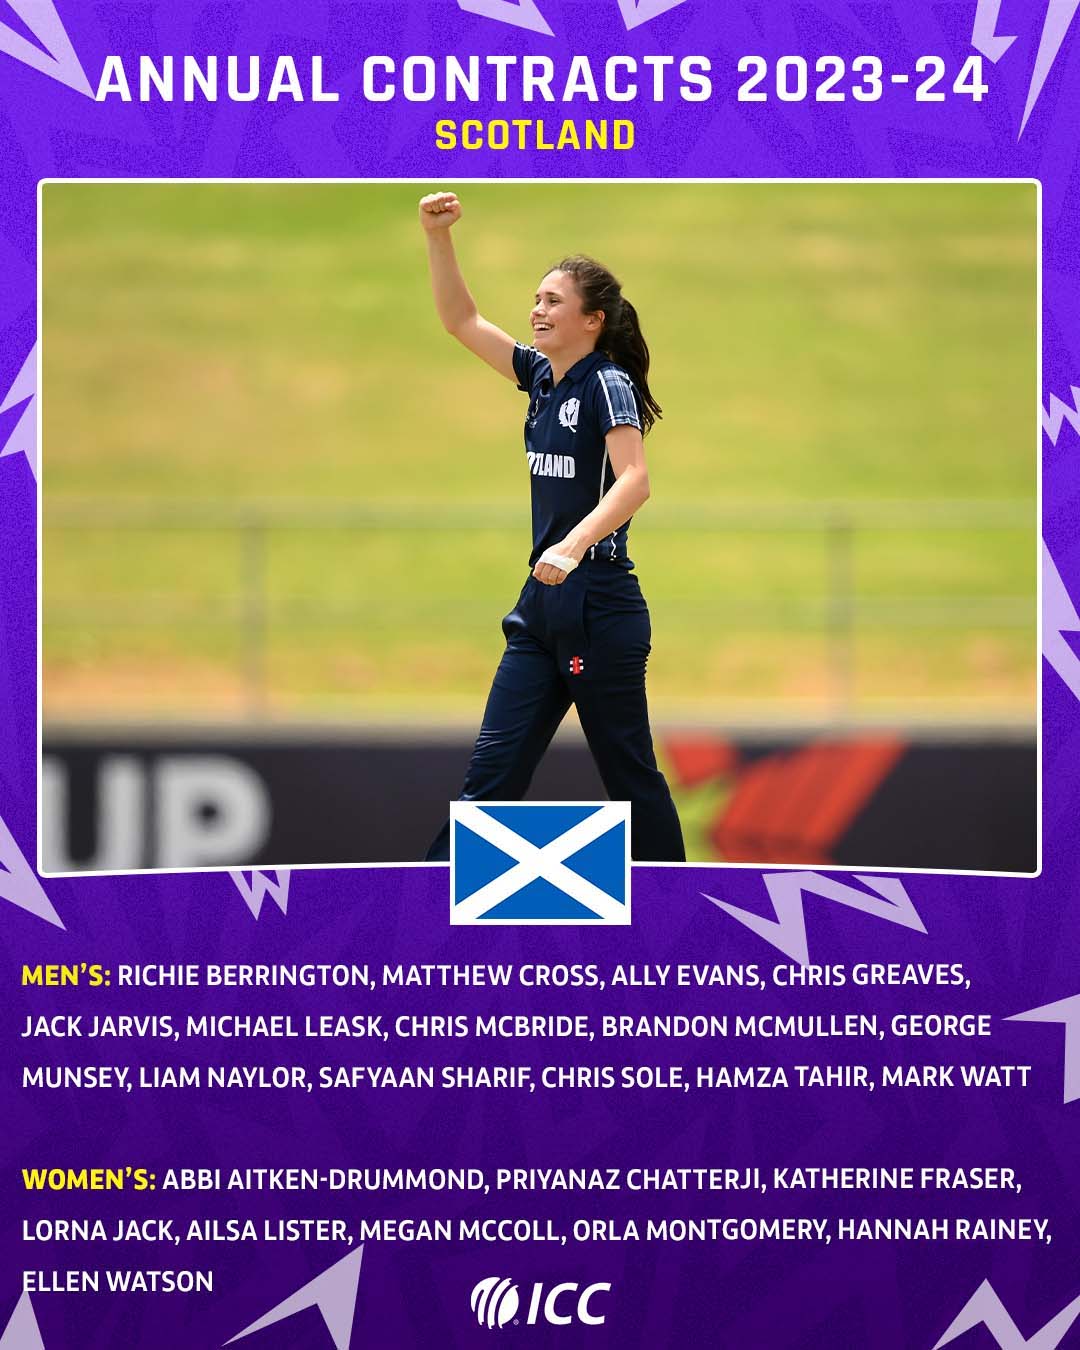 ANNUAL CONTRACTS 2023-24
SCOTLAND
TLAND
UP
MEN'S: RICHIE BERRINGTON, MATTHEW CROSS, ALLY EVANS, CHRIS GREAVES,
JACK JARVIS, MICHAEL LEASK, CHRIS MCBRIDE, BRANDON MCMULLEN, GEORGE
MUNSEY, LIAM NAYLOR, SAFYAAN SHARIF, CHRIS SOLE, HAMZA TAHIR, MARK WATT
WOMEN'S: ABBI AITKEN-DRUMMOND, PRIYANAZ CHATTERJI, KATHERINE FRASER,
LORNA JACK, AILSA LISTER, MEGAN MCCOLL, ORLA MONTGOMERY, HANNAH RAINEY,
ELLEN WATSON
ICC